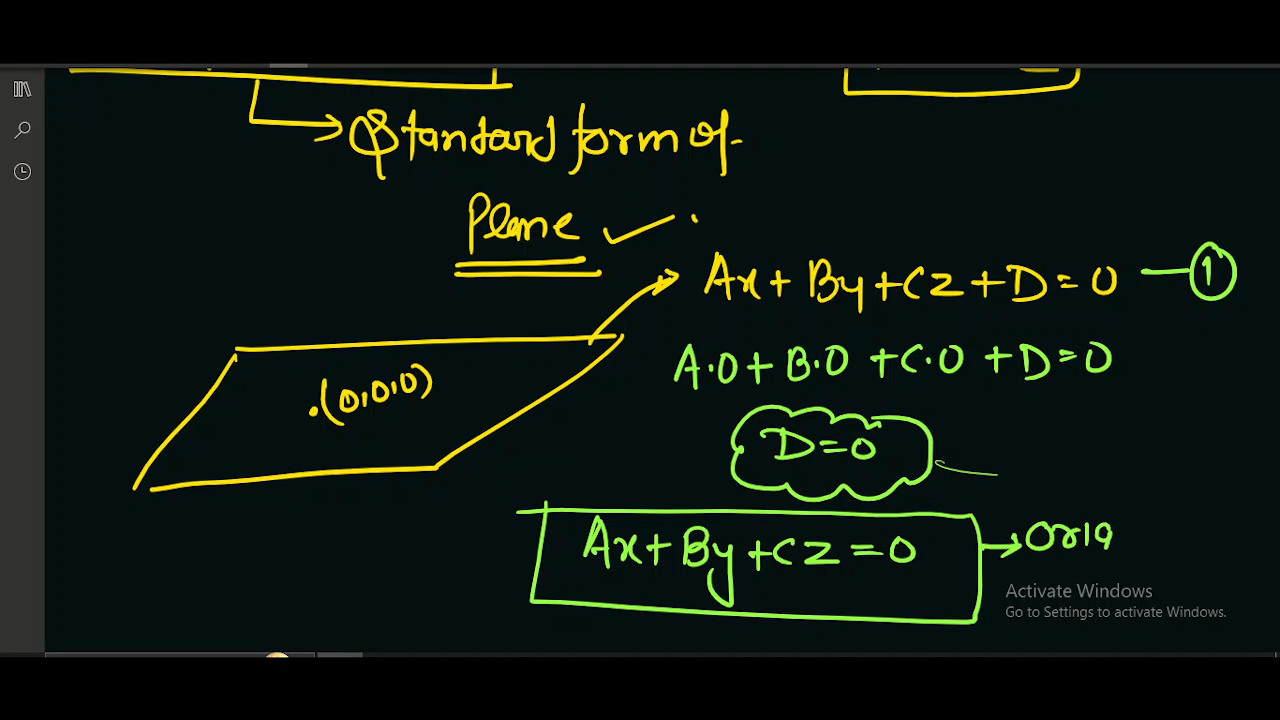 Standard form of
Plane
Ax + By + Cz + D = 0 — 1
A.0 + B.0 + C.0 + D = 0
.(0,0,0)
D = 0
Ax + By + Cz = 0 → Orig
Activate Windows
Go to Settings to activate Windows.